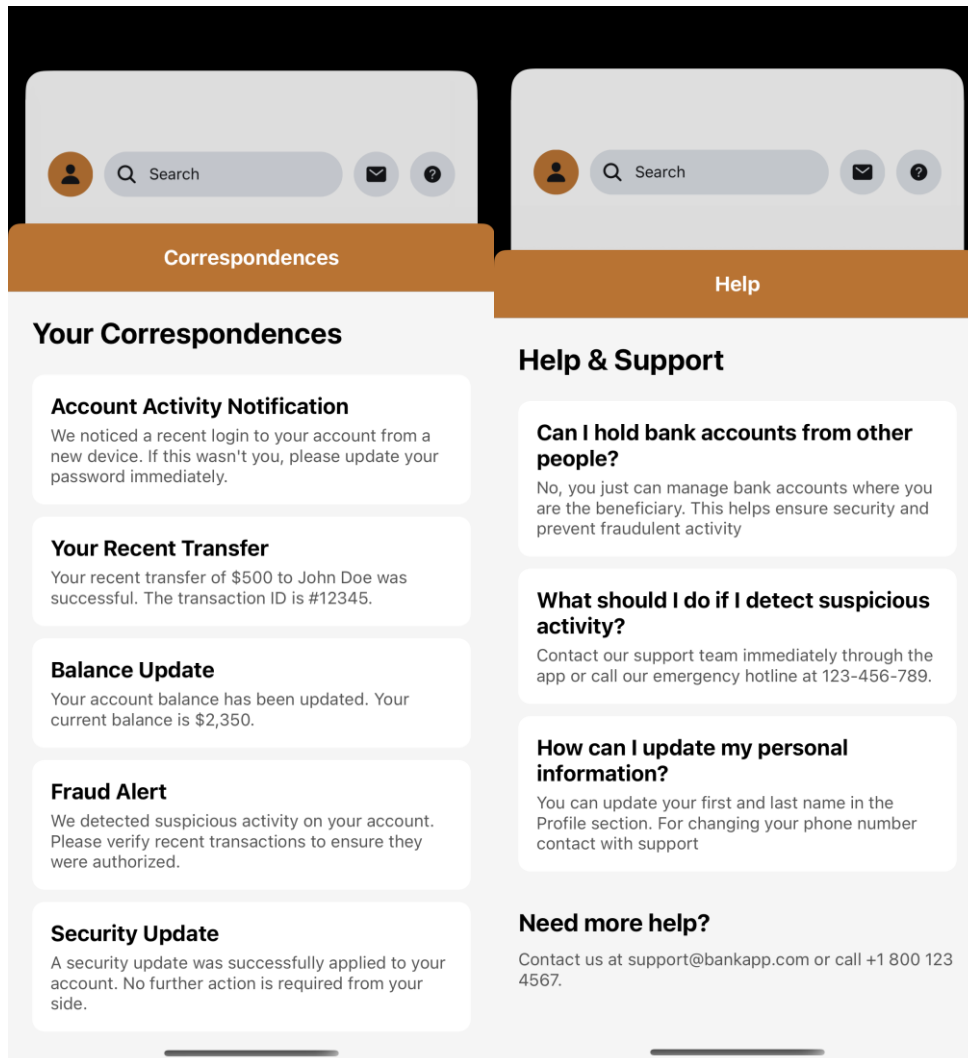 Search
Correspondences
Your Correspondences
Account Activity Notification
We noticed a recent login to your account from a
new device. If this wasn't you, please update your
password immediately.
Your Recent Transfer
Your recent transfer of $500 to John Doe was
successful. The transaction ID is #12345.
Balance Update
Your account balance has been updated. Your
current balance is $2,350.
Fraud Alert
We detected suspicious activity on your account.
Please verify recent transactions to ensure they
were authorized.
Security Update
A security update was successfully applied to your
account. No further action is required from your
side.
Search
Help
Help & Support
Can I hold bank accounts from other
people?
No, you just can manage bank accounts where you
are the beneficiary. This helps ensure security and
prevent fraudulent activity
What should I do if I detect suspicious
activity?
Contact our support team immediately through the
app or call our emergency hotline at 123-456-789.
How can I update my personal
information?
You can update your first and last name in the
Profile section. For changing your phone number
contact with support
Need more help?
Contact us at support@bankapp.com or call +1 800 123
4567.